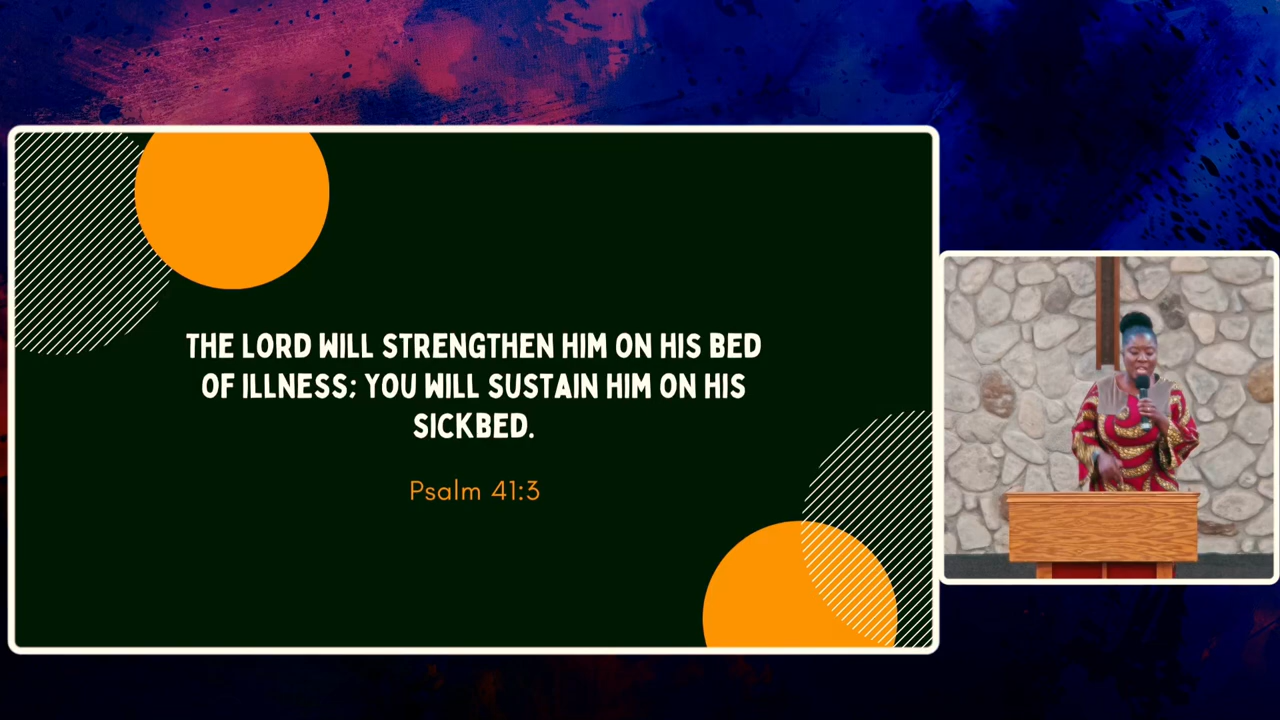 THE LORD WILL STRENGTHEN HIM ON HIS BED
OF ILLNESS; YOU WILL SUSTAIN HIM ON HIS
SICKBED.
Psalm 41:3